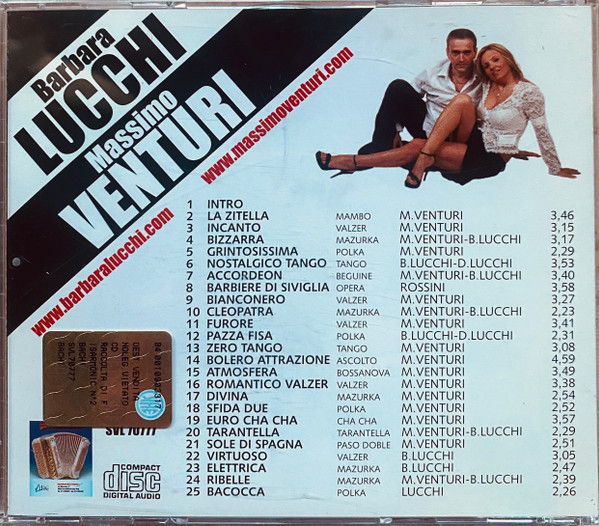 Barbara
LUCCHI
Massimo
VENTURI
www.massimoventuri.com
www.barbaralucchi.com
1 INTRO
2 LA ZITELLA MAMBO M.VENTURI 3,46
3 INCANTO VALZER M.VENTURI 3,15
4 BIZZARRA MAZURKA M.VENTURI-B.LUCCHI 3,17
5 GRINTOSISSIMA POLKA M.VENTURI 2,29
6 NOSTALGICO TANGO TANGO B.LUCCHI-D.LUCCHI 3,53
7 ACCORDEON BEGUINE M.VENTURI-B.LUCCHI 3,40
8 BARBIERE DI SIVIGLIA OPERA ROSSINI 3,58
9 BIANCONERO VALZER M.VENTURI 3,27
10 CLEOPATRA MAZURKA M.VENTURI-B.LUCCHI 2,23
11 FURORE VALZER M.VENTURI 3,41
12 PAZZA FISA POLKA B.LUCCHI-D.LUCCHI 2,31
13 ZERO TANGO TANGO M.VENTURI 3,08
14 BOLERO ATTRAZIONE ASCOLTO M.VENTURI 4,59
15 ATMOSFERA BOSSANOVA M.VENTURI 3,49
16 ROMANTICO VALZER VALZER M.VENTURI 3,38
17 DIVINA MAZURKA M.VENTURI 2,54
18 SFIDA DUE POLKA M.VENTURI 2,52
19 EURO CHA CHA CHA CHA M.VENTURI 3,57
20 TARANTELLA TARANTELLA M.VENTURI-B.LUCCHI 2,29
21 SOLE DI SPAGNA PASO DOBLE M.VENTURI 2,51
22 VIRTUOSO VALZER B.LUCCHI 3,05
23 ELETTRICA MAZURKA B.LUCCHI 2,47
24 RIBELLE MAZURKA M.VENTURI-B.LUCCHI 2,39
25 BACOCCA POLKA LUCCHI 2,26
NOLEG VIETATO
CD
RACCOLTA DI F
SVL70777
BACHI
SVL 70777
COMPACT
disc
DIGITAL AUDIO